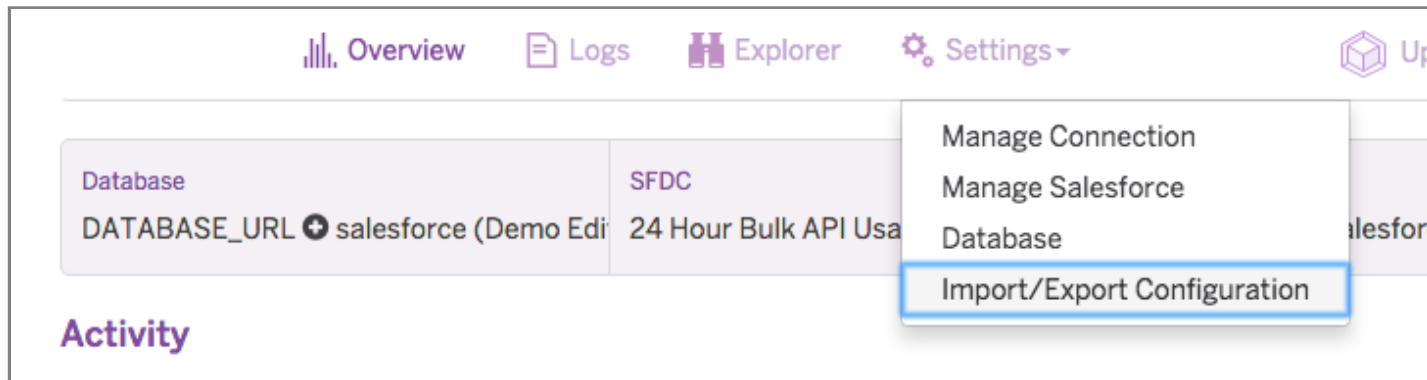 Overview Logs Explorer Settings
Manage Connection
Manage Salesforce
Database
Import/Export Configuration
Database
DATABASE_URL salesforce (Demo Edi
SFDC
24 Hour Bulk API Usa
Activity